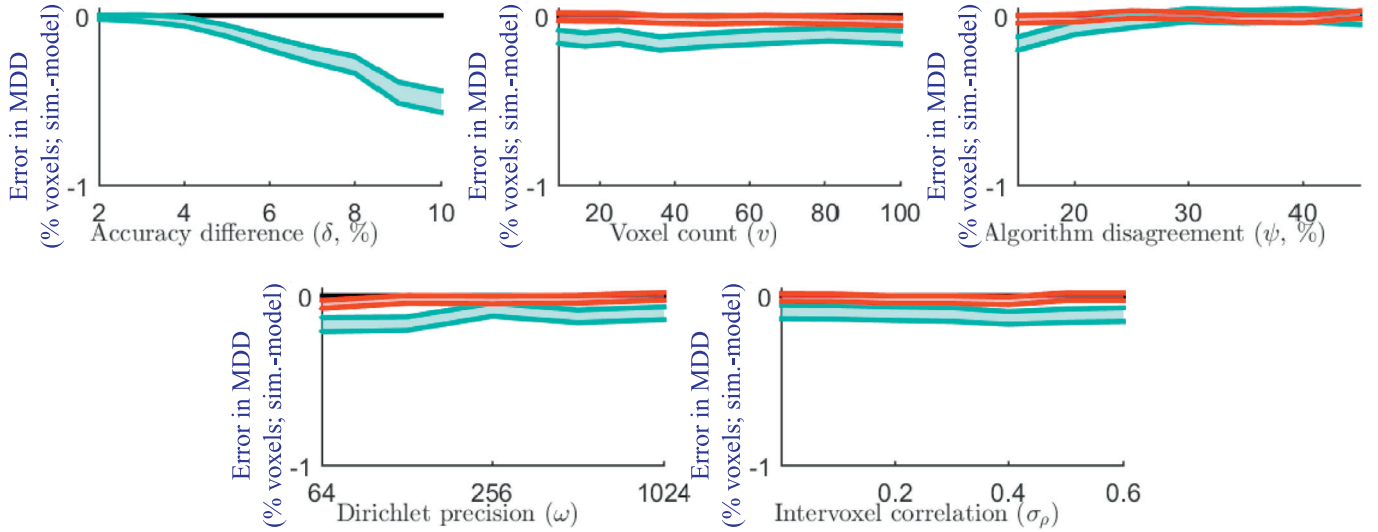 Error in MDD
(% voxels; sim.-model)
0
-1
2 4 6 8 10
Accuracy difference (δ, %)
Error in MDD
(% voxels; sim.-model)
0
-1
20 40 60 80 100
Voxel count (v)
Error in MDD
(% voxels; sim.-model)
0
-1
20 30 40
Algorithm disagreement (ψ, %)
Error in MDD
(% voxels; sim.-model)
0
-1
64 256 1024
Dirichlet precision (ω)
Error in MDD
(% voxels; sim.-model)
0
-1
0.2 0.4 0.6
Intervoxel correlation (σρ)